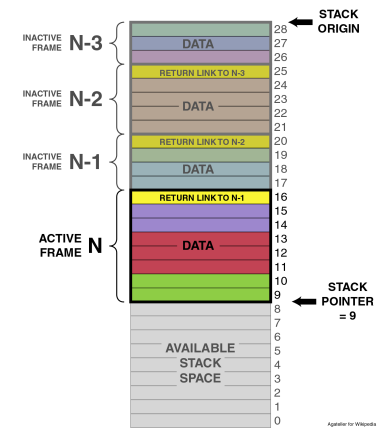 STACK
ORIGIN
28
INACTIVE
FRAME N-3
DATA
27
26
RETURN LINK TO N-3
25
24
INACTIVE
FRAME N-2
DATA
23
22
21
RETURN LINK TO N-2
20
19
INACTIVE
FRAME N-1
DATA
18
17
RETURN LINK TO N-1
16
15
14
ACTIVE
FRAME N
DATA
13
12
11
10
9
STACK
POINTER
= 9
8
7
6
AVAILABLE
STACK
SPACE
5
4
3
2
1
0
Agateller for Wikipedia